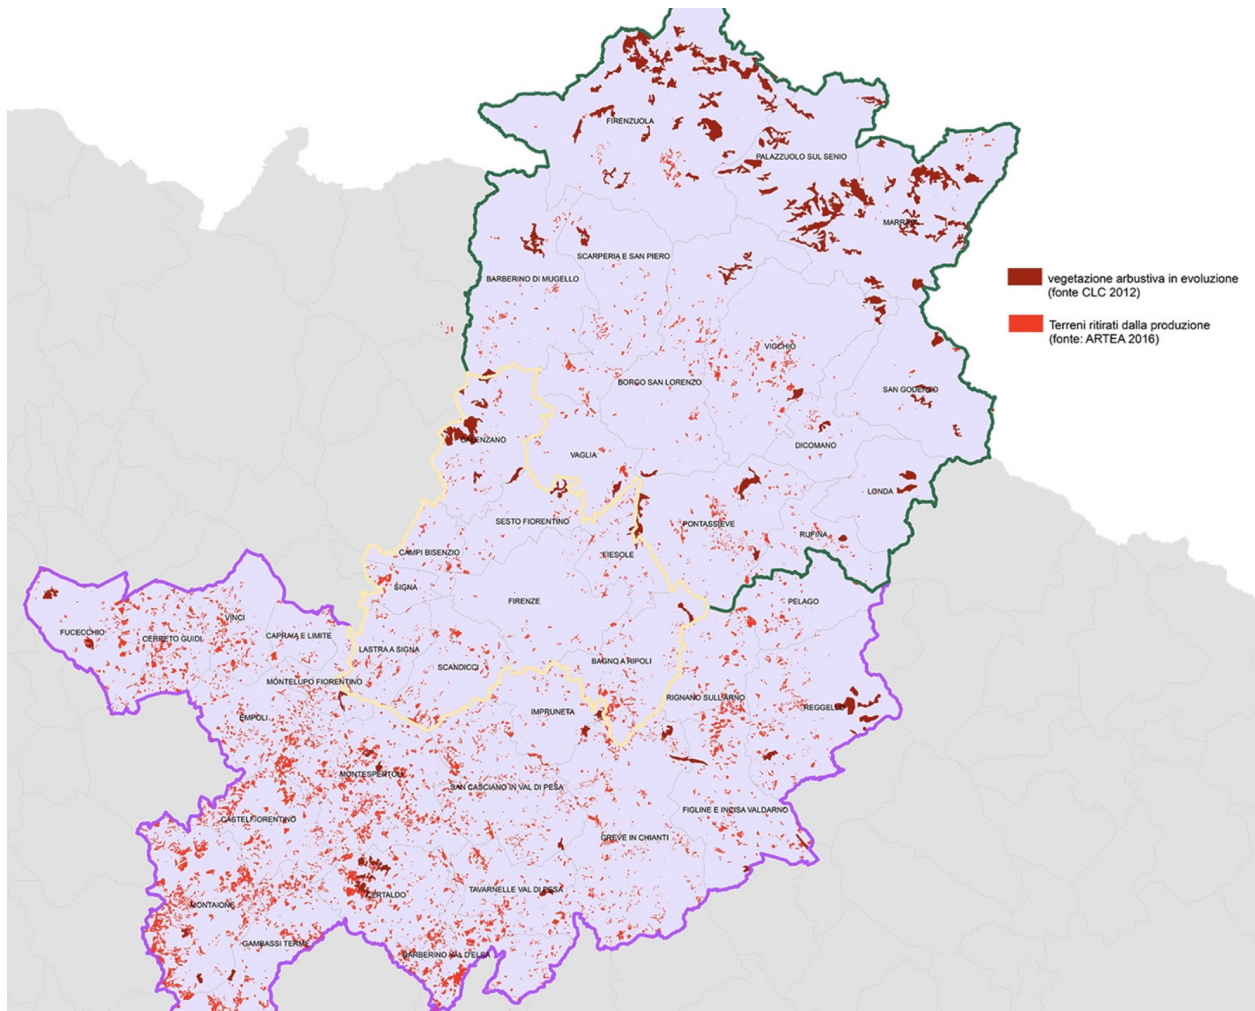 FIRENZUOLA
PALAZZUOLO SUL SENIO
MARRADI
SCARPERIA E SAN PIERO
BARBERINO DI MUGELLO
vegetazione arbustiva in evoluzione
(fonte CLC 2012)
Terreni ritirati dalla produzione
(fonte: ARTEA 2016)
VICCHIO
BORGO SAN LORENZO
SAN GODENZO
CALENZANO
DICOMANO
VAGLIA
LONDA
SESTO FIORENTINO
PONTASSIEVE
RUFINA
CAMPI BISENZIO
FIESOLE
SIGNA
FIRENZE
PELAGO
VINCI
FUCECCHIO
CERRETO GUIDI
CAPRAIA E LIMITE
LASTRA A SIGNA
SCANDICCI
BAGNO A RIPOLI
MONTELUPO FIORENTINO
RIGNANO SULL'ARNO
REGGELLO
IMPRUNETA
EMPOLI
MONTESPERTOLI
SAN CASCIANO IN VAL DI PESA
FIGLINE E INCISA VALDARNO
CASTELFIORENTINO
GREVE IN CHIANTI
TAVARNELLE VAL DI PESA
CERTALDO
MONTAIONE
GAMBASSI TERME
BARBERINO VAL D'ELSA